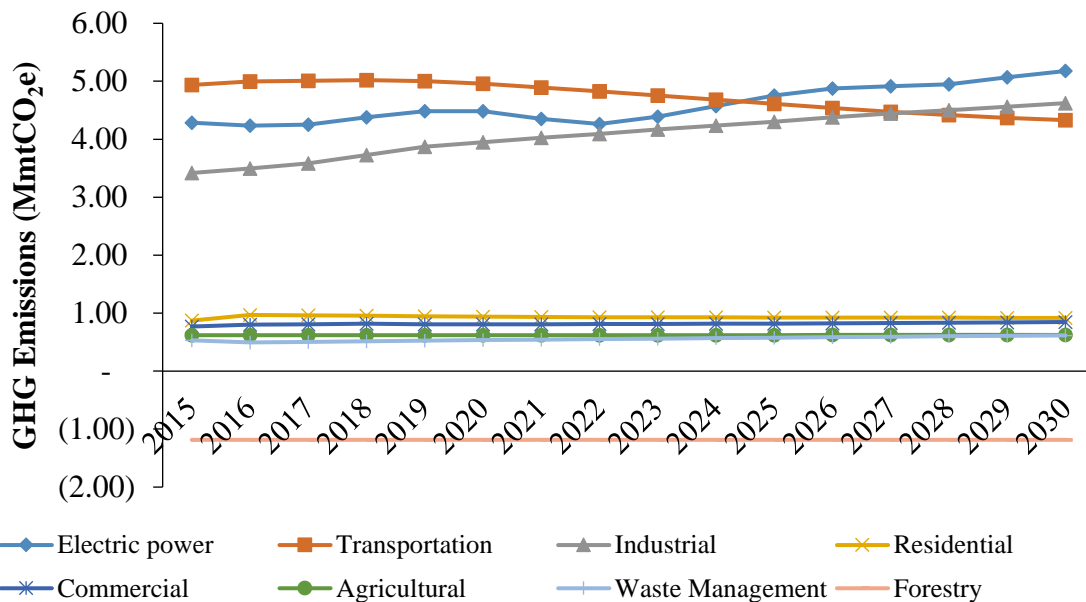 GHG Emissions (MmtCO2e)
6.00
5.00
4.00
3.00
2.00
1.00
-
(1.00)
(2.00)
2015 2016 2017 2018 2019 2020 2021 2022 2023 2024 2025 2026 2027 2028 2029 2030
Electric power Transportation Industrial Residential
Commercial Agricultural Waste Management Forestry